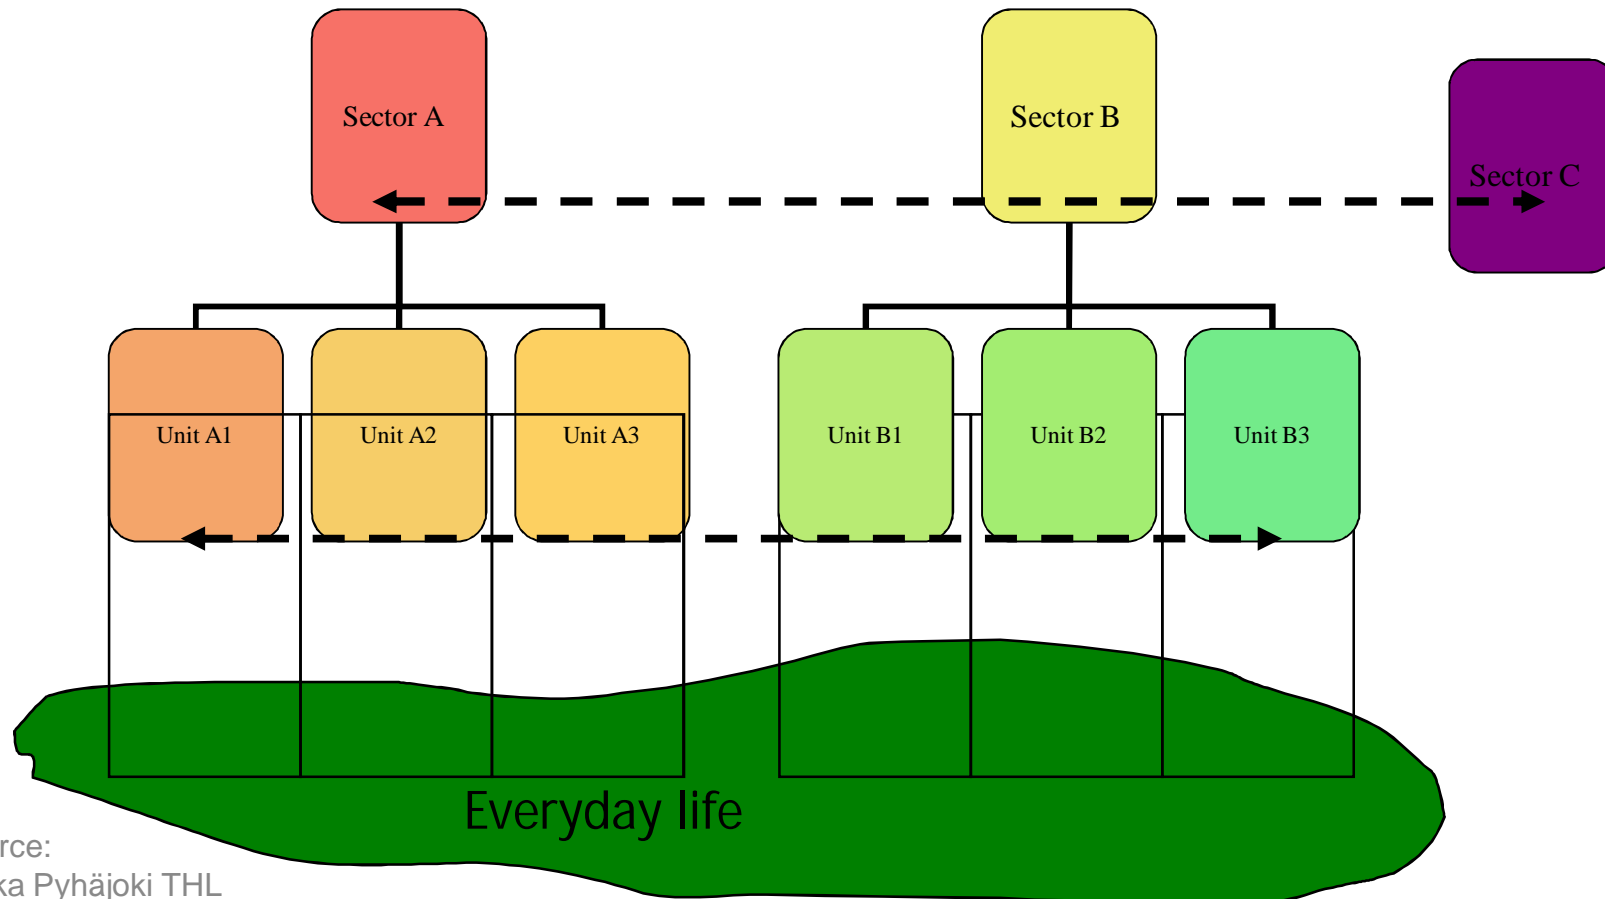 Sector A
Sector B
Sector C
Unit A1
Unit A2
Unit A3
Unit B1
Unit B2
Unit B3
Everyday life
rce:
ka Pyhäjoki THL